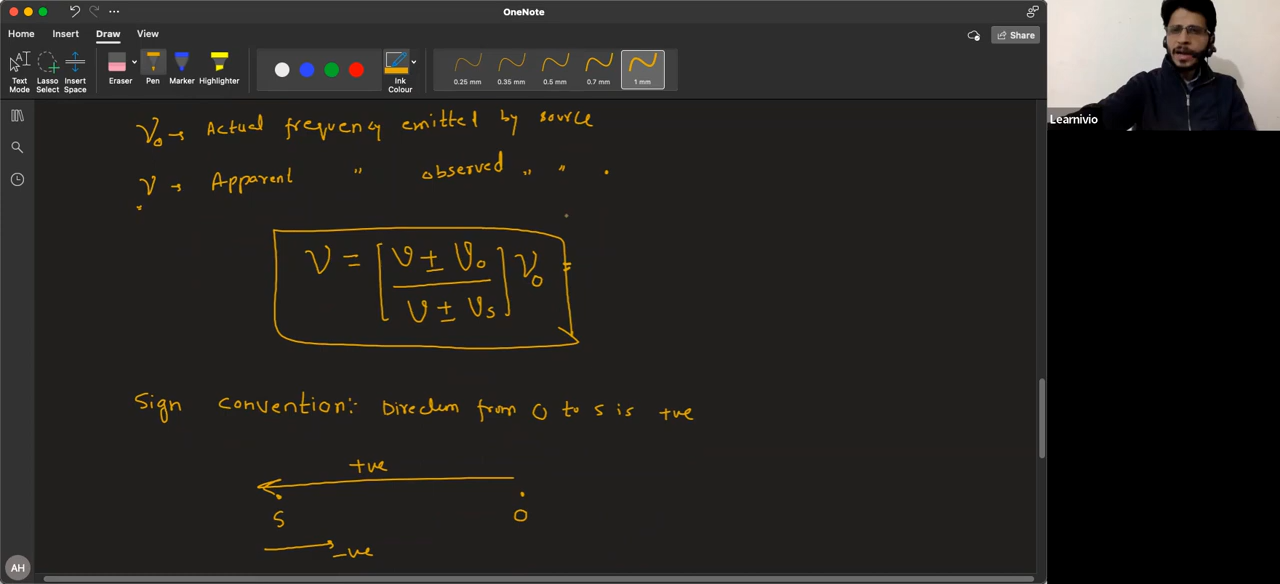 OneNote
Home Insert Draw View
Share
Text Mode
Lasso Select
Insert Space
Eraser
Pen
Marker
Highlighter
Ink Colour
0.25 mm
0.35 mm
0.5 mm
0.7 mm
1 mm
Learnivio
ν₀ → Actual frequency emitted by source
ν → Apparent " observed " " .
ν = [v ± v₀ / v ± vₛ] ν₀
Sign convention:- Direction from O to S is +ve
+ve
S O
→ -ve
AH